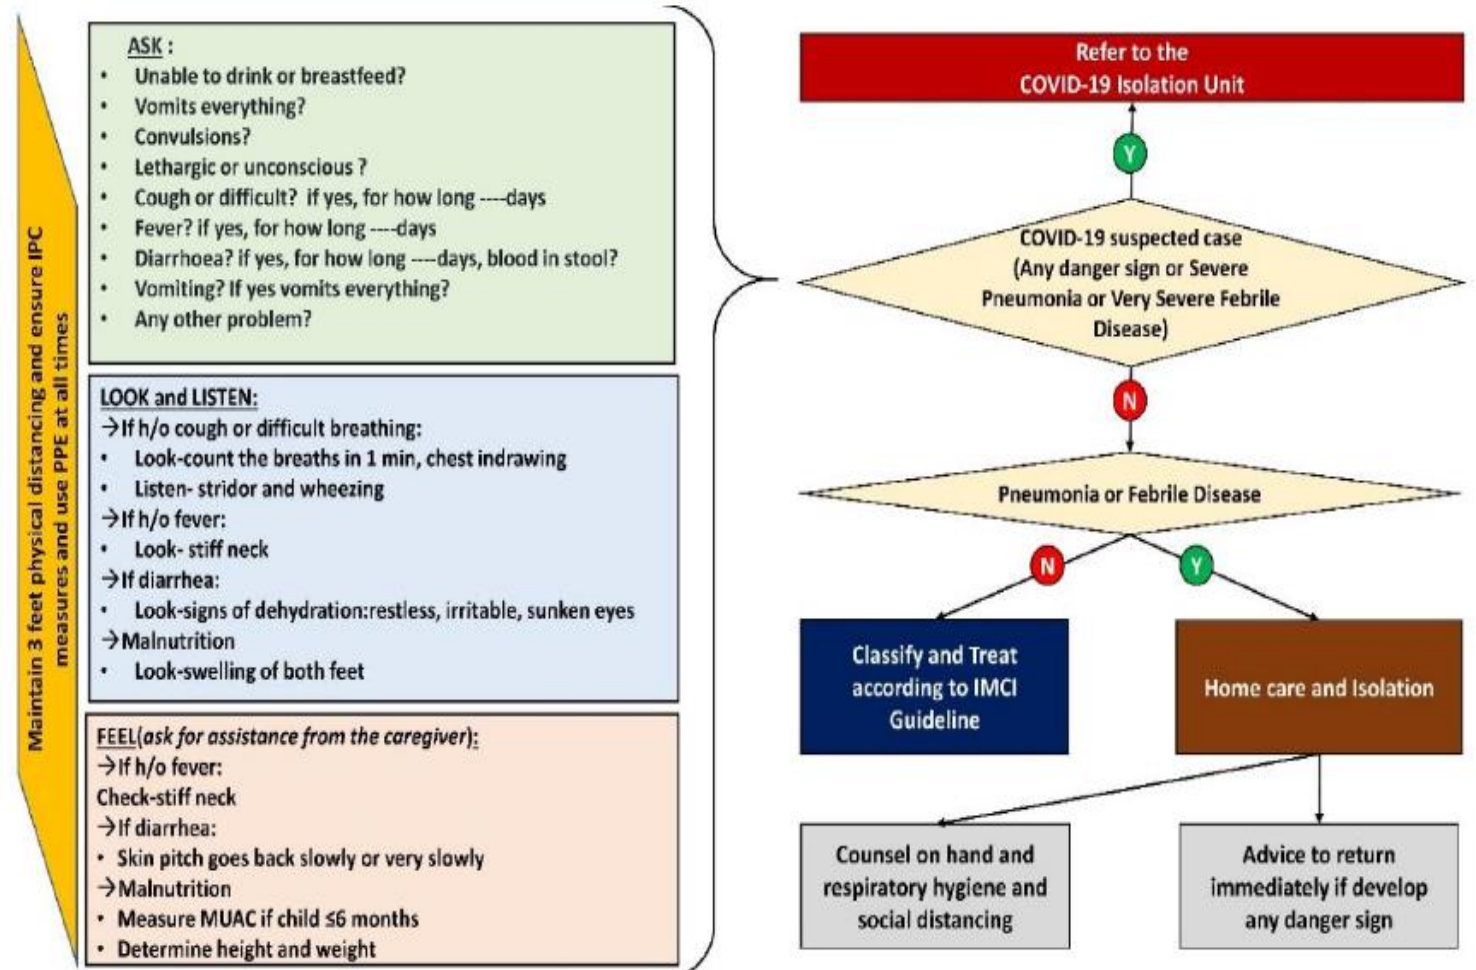 Maintain 3 feet physical distancing and ensure IPC
measures and use PPE at all times
ASK :
• Unable to drink or breastfeed?
• Vomits everything?
• Convulsions?
• Lethargic or unconscious ?
• Cough or difficult? if yes, for how long ----days
• Fever? if yes, for how long ----days
• Diarrhoea? if yes, for how long ----days, blood in stool?
• Vomiting? If yes vomits everything?
• Any other problem?
LOOK and LISTEN:
→If h/o cough or difficult breathing:
• Look-count the breaths in 1 min, chest indrawing
• Listen- stridor and wheezing
→If h/o fever:
• Look- stiff neck
→If diarrhea:
• Look-signs of dehydration:restless, irritable, sunken eyes
→Malnutrition
• Look-swelling of both feet
FEEL(ask for assistance from the caregiver):
→If h/o fever:
Check-stiff neck
→If diarrhea:
• Skin pitch goes back slowly or very slowly
→Malnutrition
• Measure MUAC if child ≤6 months
• Determine height and weight
Refer to the
COVID-19 Isolation Unit
Y
COVID-19 suspected case
(Any danger sign or Severe
Pneumonia or Very Severe Febrile
Disease)
N
Pneumonia or Febrile Disease
N
Y
Classify and Treat
according to IMCI
Guideline
Home care and Isolation
Counsel on hand and
respiratory hygiene and
social distancing
Advice to return
immediately if develop
any danger sign